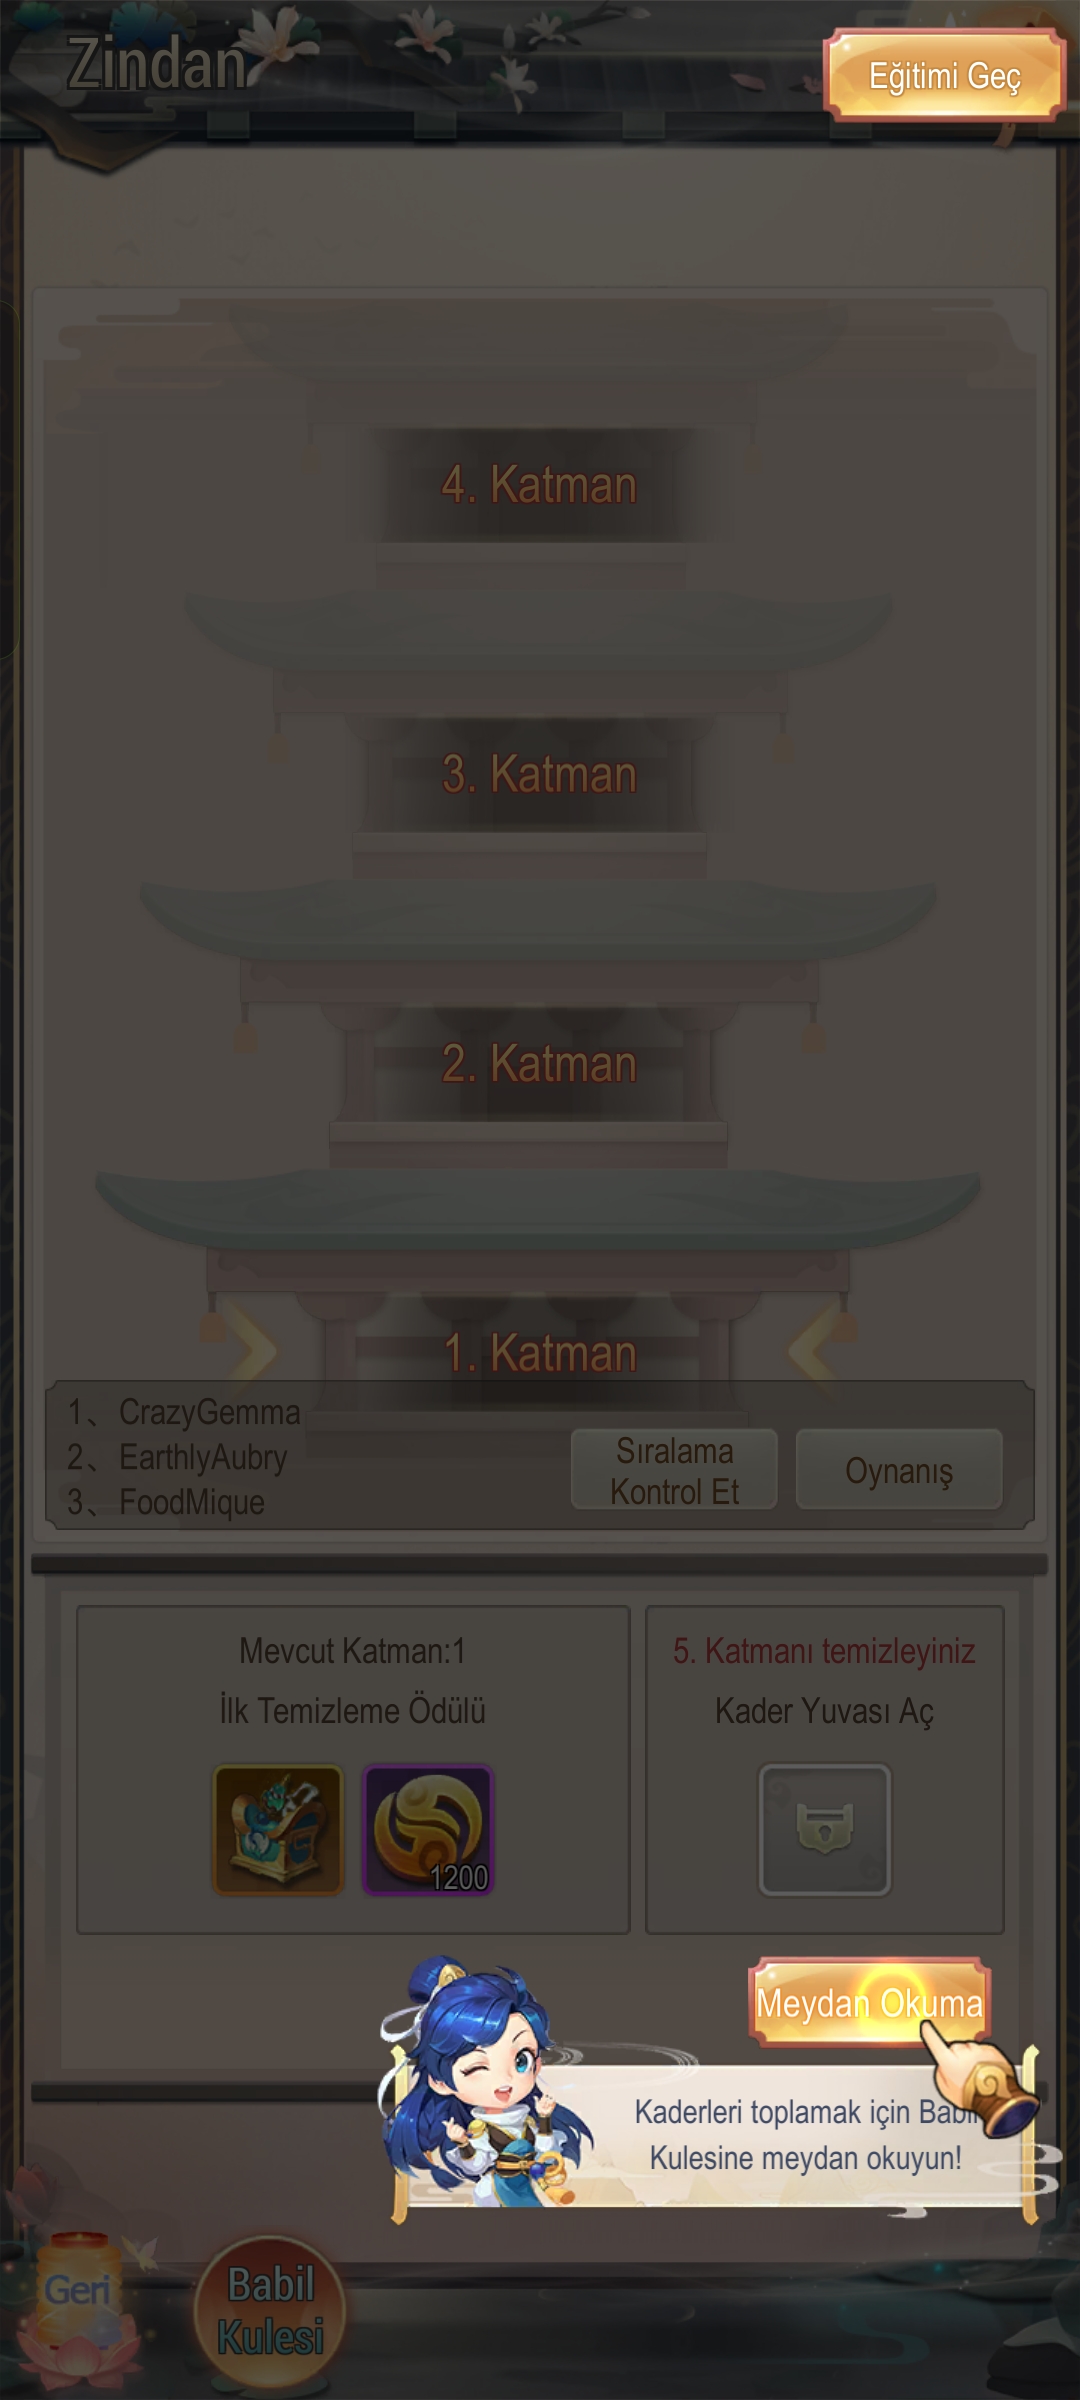 Zindan
Eğitimi Geç
4. Katman
3. Katman
2. Katman
1. Katman
1、 CrazyGemma
2、 EarthlyAubry
3、 FoodMique
Sıralama
Kontrol Et
Oynanış
Mevcut Katman:1
İlk Temizleme Ödülü
1200
5. Katmanı temizleyiniz
Kader Yuvası Aç
Meydan Okuma
Kaderleri toplamak için Babil
Kulesine meydan okuyun!
Geri
Babil
Kulesi